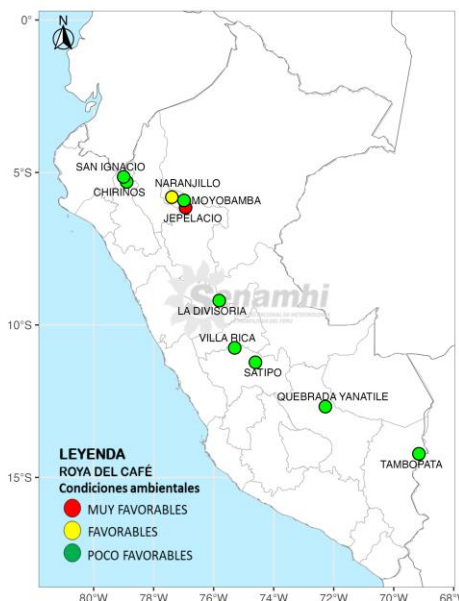 N
0°
SAN IGNACIO
CHIRINOS
NARANJILLO
MOYOBAMBA
JEPELACIO
5°S
Senamhi
LA DIVISORIA
10°S
VILLA RICA
SATIPO
QUEBRADA YANATILE
TAMBOPATA
LEYENDA
ROYA DEL CAFÉ
Condiciones ambientales
MUY FAVORABLES
FAVORABLES
POCO FAVORABLES
15°S
80°W 78°W 76°W 74°W 72°W 70°W 68°W